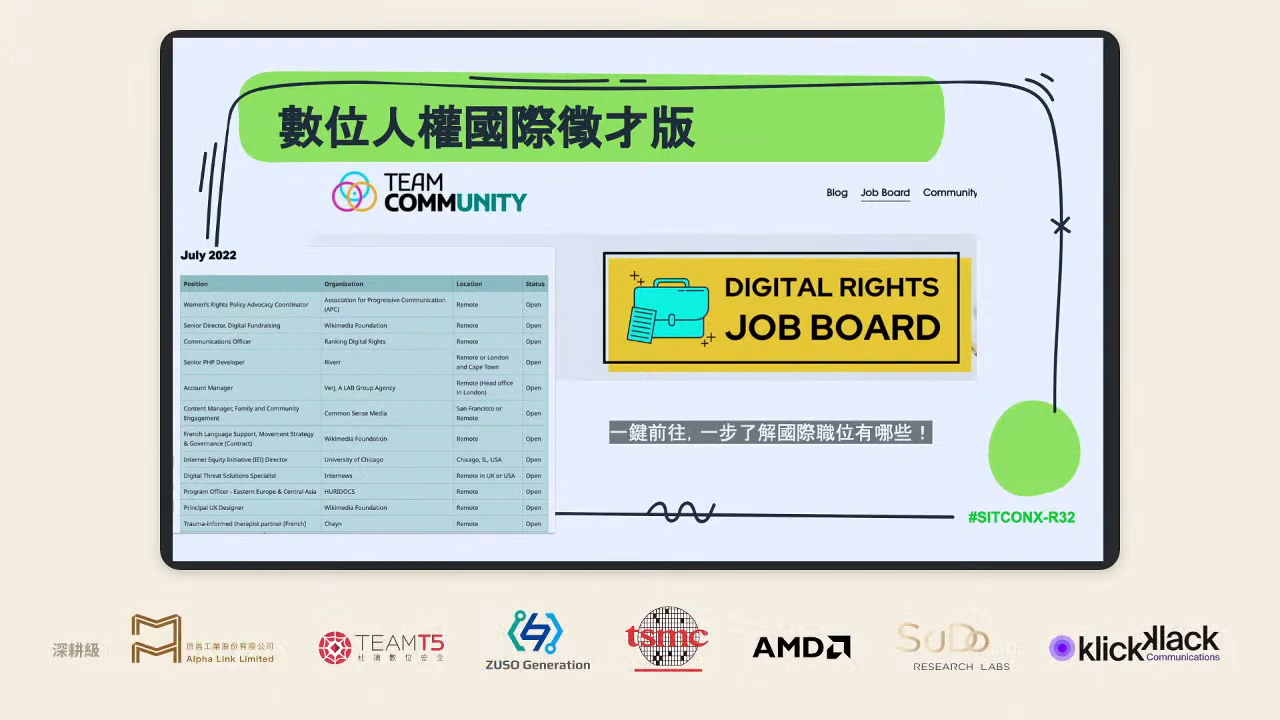 數位人權國際徵才版
TEAM
COMMUNITY
Blog Job Board Community
July 2022
Position Organization Location Status
Women's Rights Policy Advocacy Coordinator Association for Progressive Communication (APC) Remote Open
Senior Director, Digital Fundraising Wikimedia Foundation Remote Open
Communications Officer Ranking Digital Rights Remote Open
Senior PHP Developer Riverr Remote or London and Cape Town Open
Account Manager Verj, A LAB Group Agency Remote (Head office in London) Open
Content Manager, Family and Community Engagement Common Sense Media San Francisco or Remote Open
French Language Support, Movement Strategy & Governance (Contract) Wikimedia Foundation Remote Open
Internet Equity Initiative (IEI) Director University of Chicago Chicago, IL, USA Open
Digital Threat Solutions Specialist Internews Remote in UK or USA Open
Program Officer - Eastern Europe & Central Asia HURIDOCS Remote Open
Principal UX Designer Wikimedia Foundation Remote Open
Trauma-informed therapist partner [French] Chayn Remote Open
DIGITAL RIGHTS
JOB BOARD
一鍵前往, 一步了解國際職位有哪些！
#SITCONX-R32
深耕級
Alpha Link Limited
TEAMT5
杜浦數位安全
ZUSO Generation
tsmc
AMD
SuDo
RESEARCH LABS
klickklack
Communications